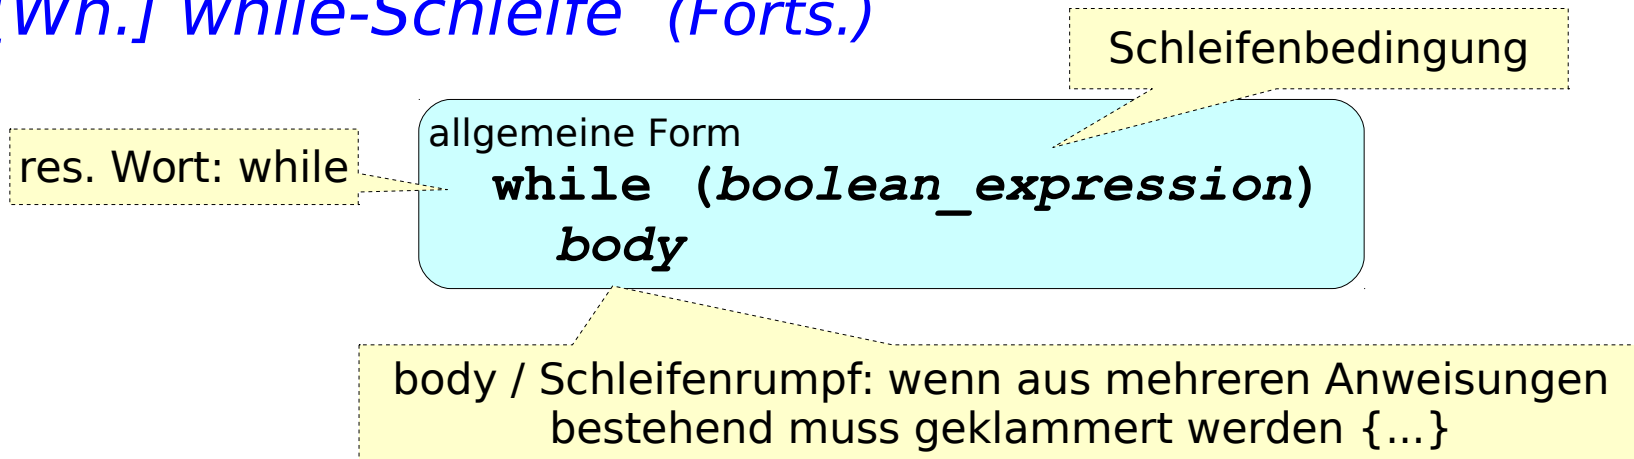 [Wh.] while-Schleife (Forts.)
Schleifenbedingung
allgemeine Form
res. Wort: while
while (boolean_expression)
body
body / Schleifenrumpf: wenn aus mehreren Anweisungen
bestehend muss geklammert werden {...}